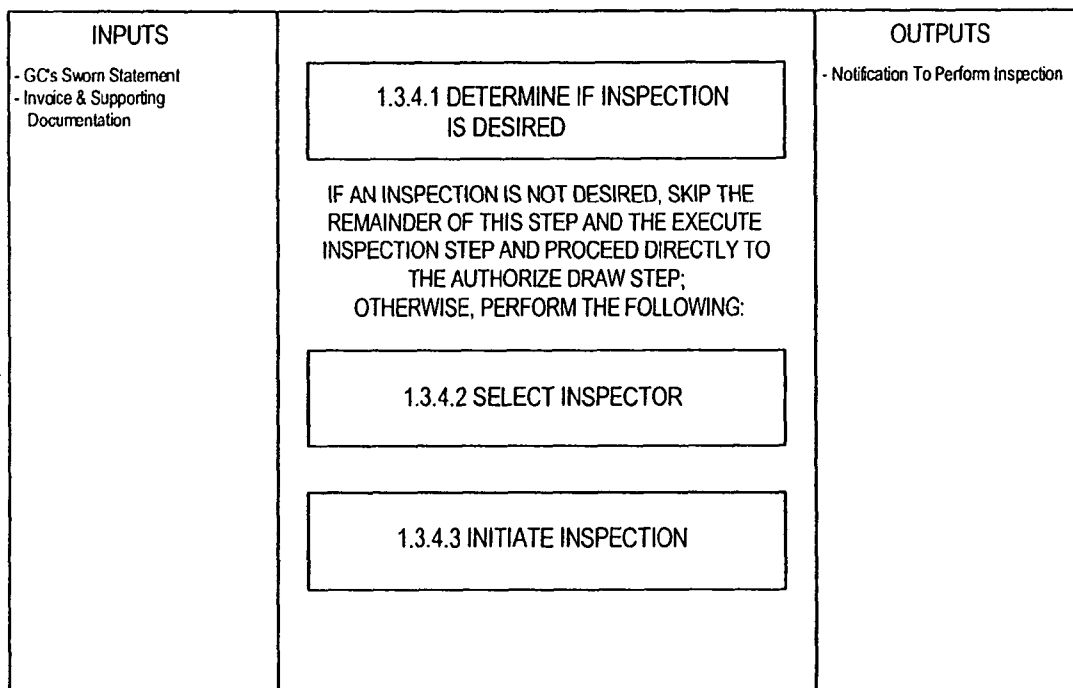 INPUTS
- GC's Sworn Statement
- Invoice & Supporting
Documentation
1.3.4.1 DETERMINE IF INSPECTION
IS DESIRED
IF AN INSPECTION IS NOT DESIRED, SKIP THE
REMAINDER OF THIS STEP AND THE EXECUTE
INSPECTION STEP AND PROCEED DIRECTLY TO
THE AUTHORIZE DRAW STEP;
OTHERWISE, PERFORM THE FOLLOWING:
1.3.4.2 SELECT INSPECTOR
1.3.4.3 INITIATE INSPECTION
OUTPUTS
- Notification To Perform Inspection